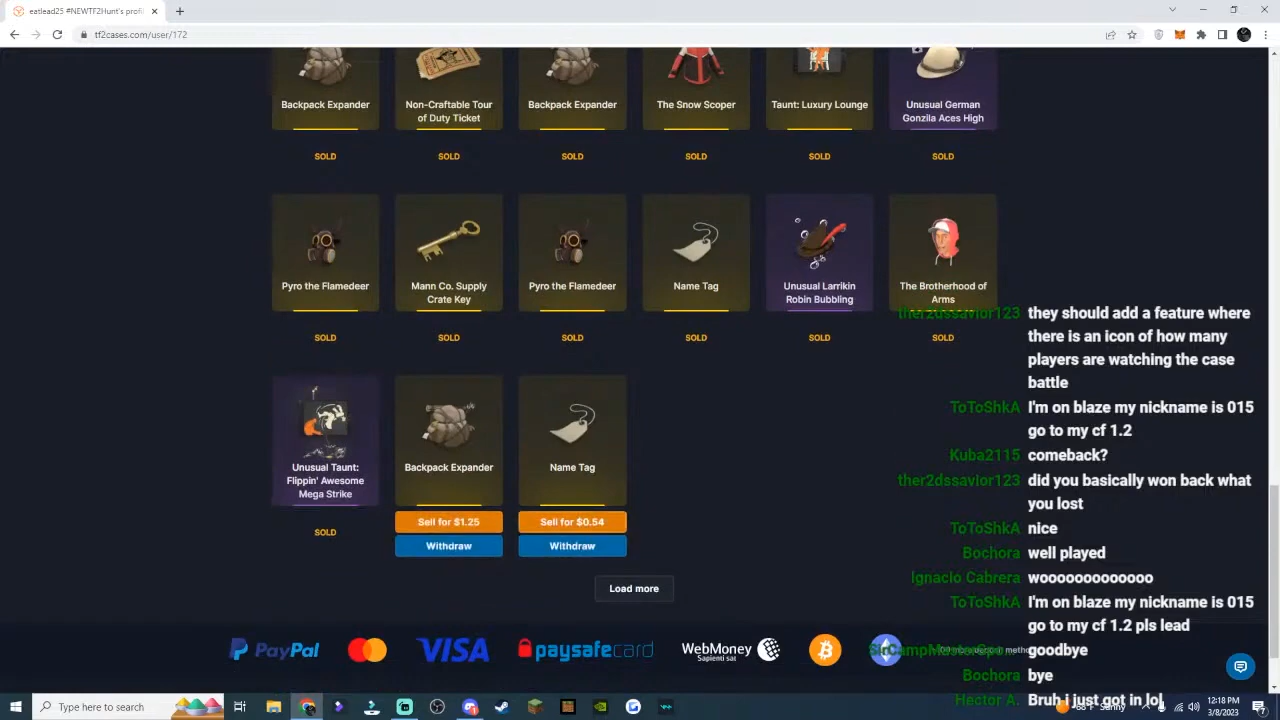 eatlead25 #NEWTF2Hunt's profi
tf2.cases.com/user/172
Backpack Expander
Non-Craftable Tour
of Duty Ticket
Backpack Expander
The Snow Scoper
Taunt: Luxury Lounge
Unusual German
Gonzila Aces High
SOLD
SOLD
SOLD
SOLD
SOLD
SOLD
Pyro the Flamedeer
Mann Co. Supply
Crate Key
Pyro the Flamedeer
Name Tag
Unusual Larrikin
Robin Bubbling
The Brotherhood of
Arms
SOLD
SOLD
SOLD
SOLD
SOLD
SOLD
Unusual Taunt:
Flippin' Awesome
Mega Strike
Backpack Expander
Name Tag
SOLD
Sell for $1.25
Sell for $0.54
Withdraw
Withdraw
Load more
ther2dssavior123 they should add a feature where
there is an icon of how many
players are watching the case
battle
ToToShkA I'm on blaze my nickname is 015
go to my cf 1.2
Kuba2115 comeback?
ther2dssavior123 did you basically won back what
you lost
ToToShkA nice
Bochora well played
Ignacio Cabrera wooooooooooooo
ToToShkA I'm on blaze my nickname is 015
go to my cf 1.2 pls lead
goodbye
Bochora bye
Hector A. Bruh i just got in lol
PayPal
VISA
paysafecard
WebMoney
Sapienti sat
Type here to search
Sunny
12:18 PM
3/8/2023